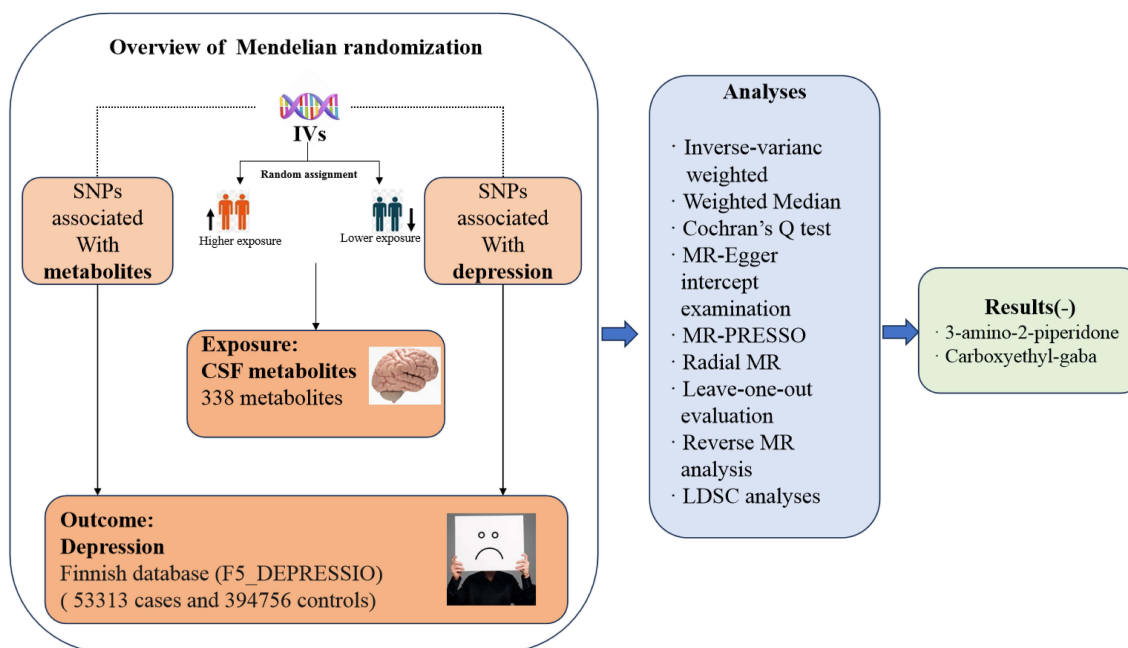 Overview of Mendelian randomization
IVs
Random assignment
Higher exposure
Lower exposure
SNPs
associated
With
metabolites
SNPs
associated
With
depression
Exposure:
CSF metabolites
338 metabolites
Outcome:
Depression
Finnish database (F5_DEPRESSIO)
( 53313 cases and 394756 controls)
Analyses
· Inverse-varianc
weighted
· Weighted Median
· Cochran's Q test
· MR-Egger
intercept
examination
· MR-PRESSO
· Radial MR
· Leave-one-out
evaluation
· Reverse MR
analysis
· LDSC analyses
Results(-)
· 3-amino-2-piperidone
· Carboxyethyl-gaba